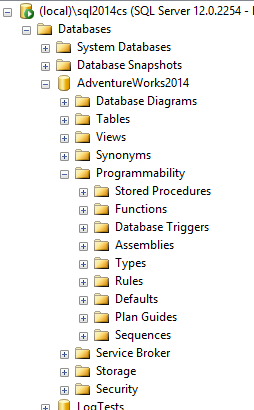 (local)\sql2014cs (SQL Server 12.0.2254 -
Databases
System Databases
Database Snapshots
AdventureWorks2014
Database Diagrams
Tables
Views
Synonyms
Programmability
Stored Procedures
Functions
Database Triggers
Assemblies
Types
Rules
Defaults
Plan Guides
Sequences
Service Broker
Storage
Security
LogTests